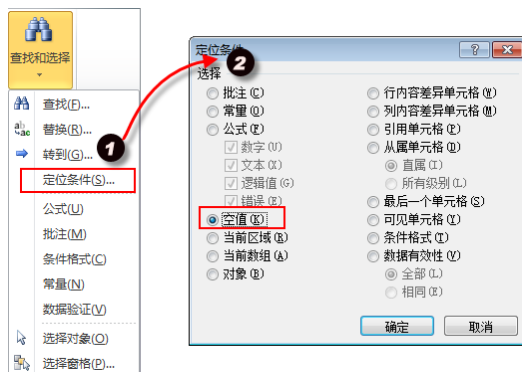 查找和选择
查找(F)...
替换(R)...
转到(G)...
定位条件(S)...
公式(U)
批注(M)
条件格式(C)
常量(N)
数据验证(V)
选择对象(O)
选择窗格(P)...
1
2
定位条件
选择
批注(C)
常量(O)
公式(F)
数字(U)
文本(X)
逻辑值(G)
错误(E)
空值(K)
当前区域(R)
当前数组(A)
对象(B)
行内容差异单元格(W)
列内容差异单元格(M)
引用单元格(P)
从属单元格(D)
直属(I)
所有级别(L)
最后一个单元格(S)
可见单元格(Y)
条件格式(T)
数据有效性(V)
全部(L)
相同(E)
确定
取消